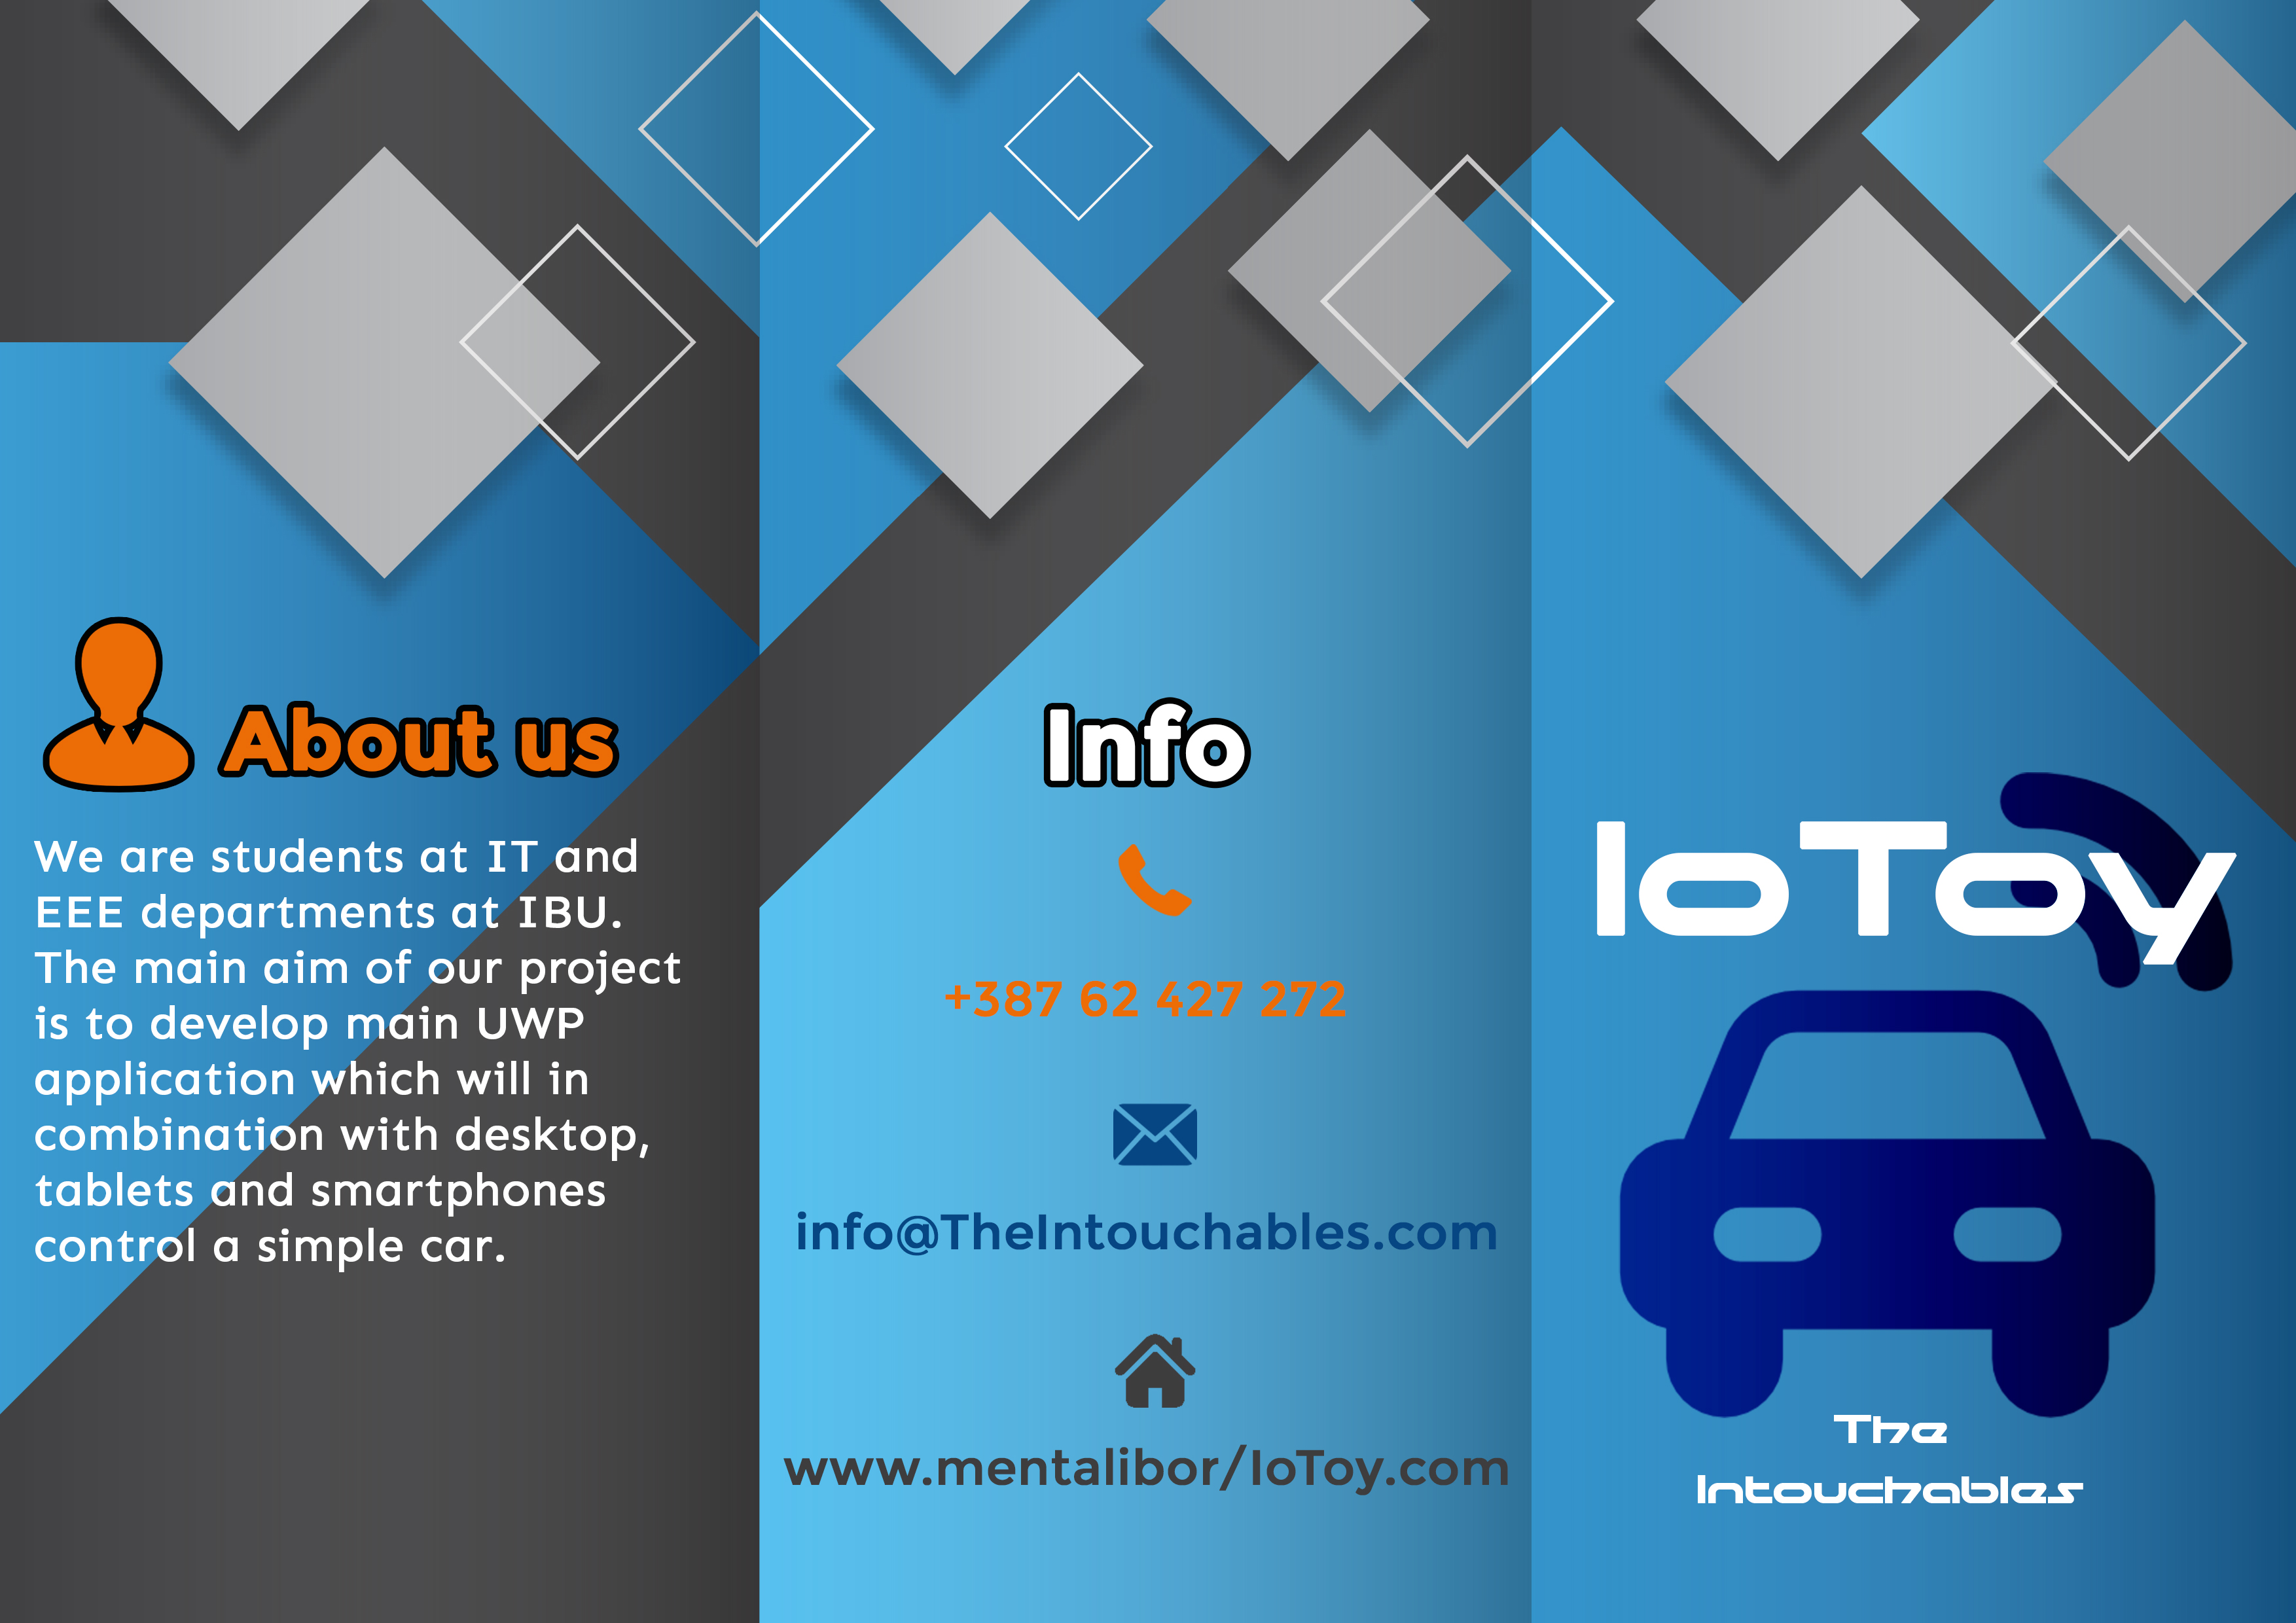 About us
We are students at IT and
EEE departments at IBU.
The main aim of our project
is to develop main UWP
application which will in
combination with desktop,
tablets and smartphones
control a simple car.
Info
+387 62 427 272
info@TheIntouchables.com
www.mentalibor/IoToy.com
IoToy
The
Intouchables